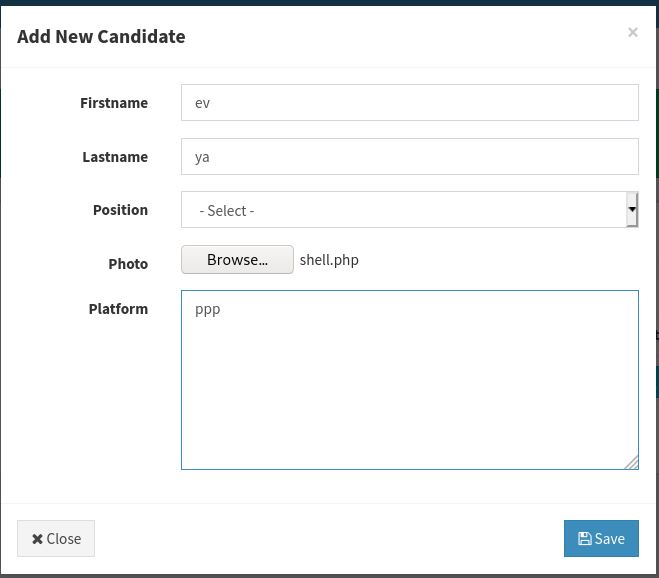 Add New Candidate ×
Firstname ev
Lastname ya
Position - Select -
Photo Browse... shell.php
Platform ppp
Close Save